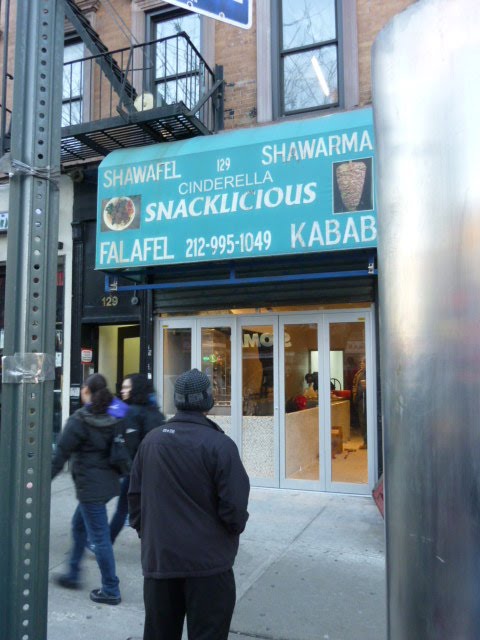 SHAWAFEL 129 SHAWARMA
CINDERELLA
SNACKLICIOUS
FALAFEL 212-995-1049 KABAB
129